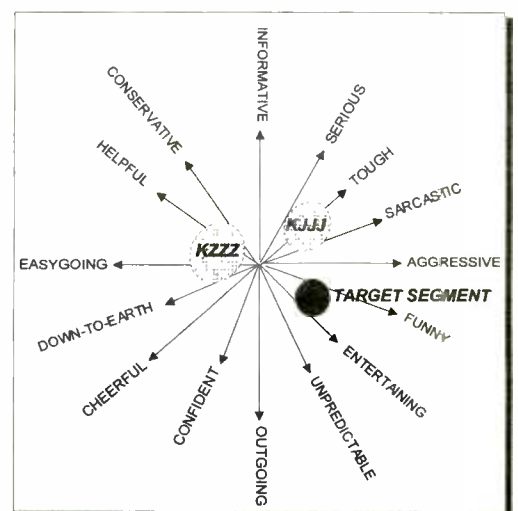 INFORMATIVE
CONSERVATIVE
SERIOUS
HELPFUL
TOUGH
SARCASTIC
KJJJ
KZZZ
EASYGOING
AGGRESSIVE
TARGET SEGMENT
DOWN-TO-EARTH
FUNNY
CHEERFUL
ENTERTAINING
CONFIDENT
UNPREDICTABLE
OUTGOING